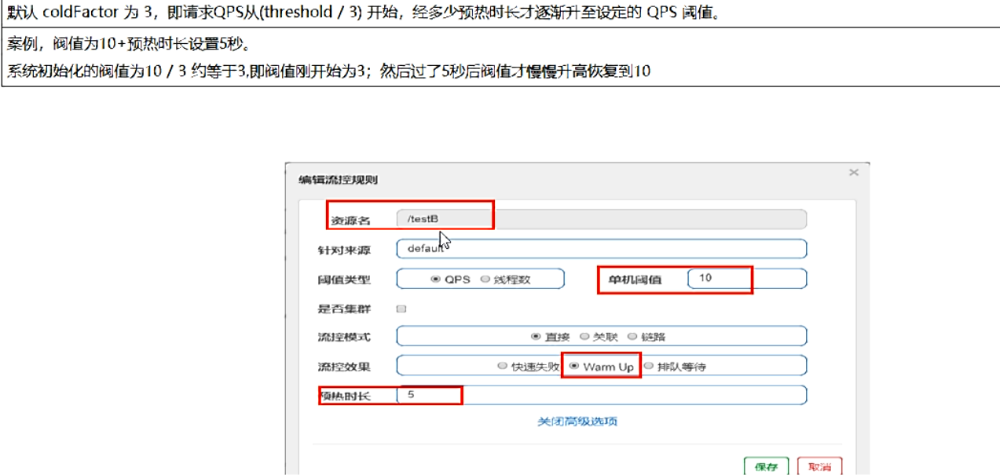 默认 coldFactor 为 3，即请求QPS从(threshold / 3) 开始，经多少预热时长才逐渐升至设定的 QPS 阈值。
案例，阀值为10+预热时长设置5秒。
系统初始化的阀值为10 / 3 约等于3,即阀值刚开始为3；然后过了5秒后阀值才慢慢升高恢复到10
编辑流控规则 ×
资源名 /testB
针对来源 default
阈值类型 QPS 线程数 单机阈值 10
是否集群
流控模式 直接 关联 链路
流控效果 快速失败 Warm Up 排队等待
预热时长 5
关闭高级选项
保存 取消